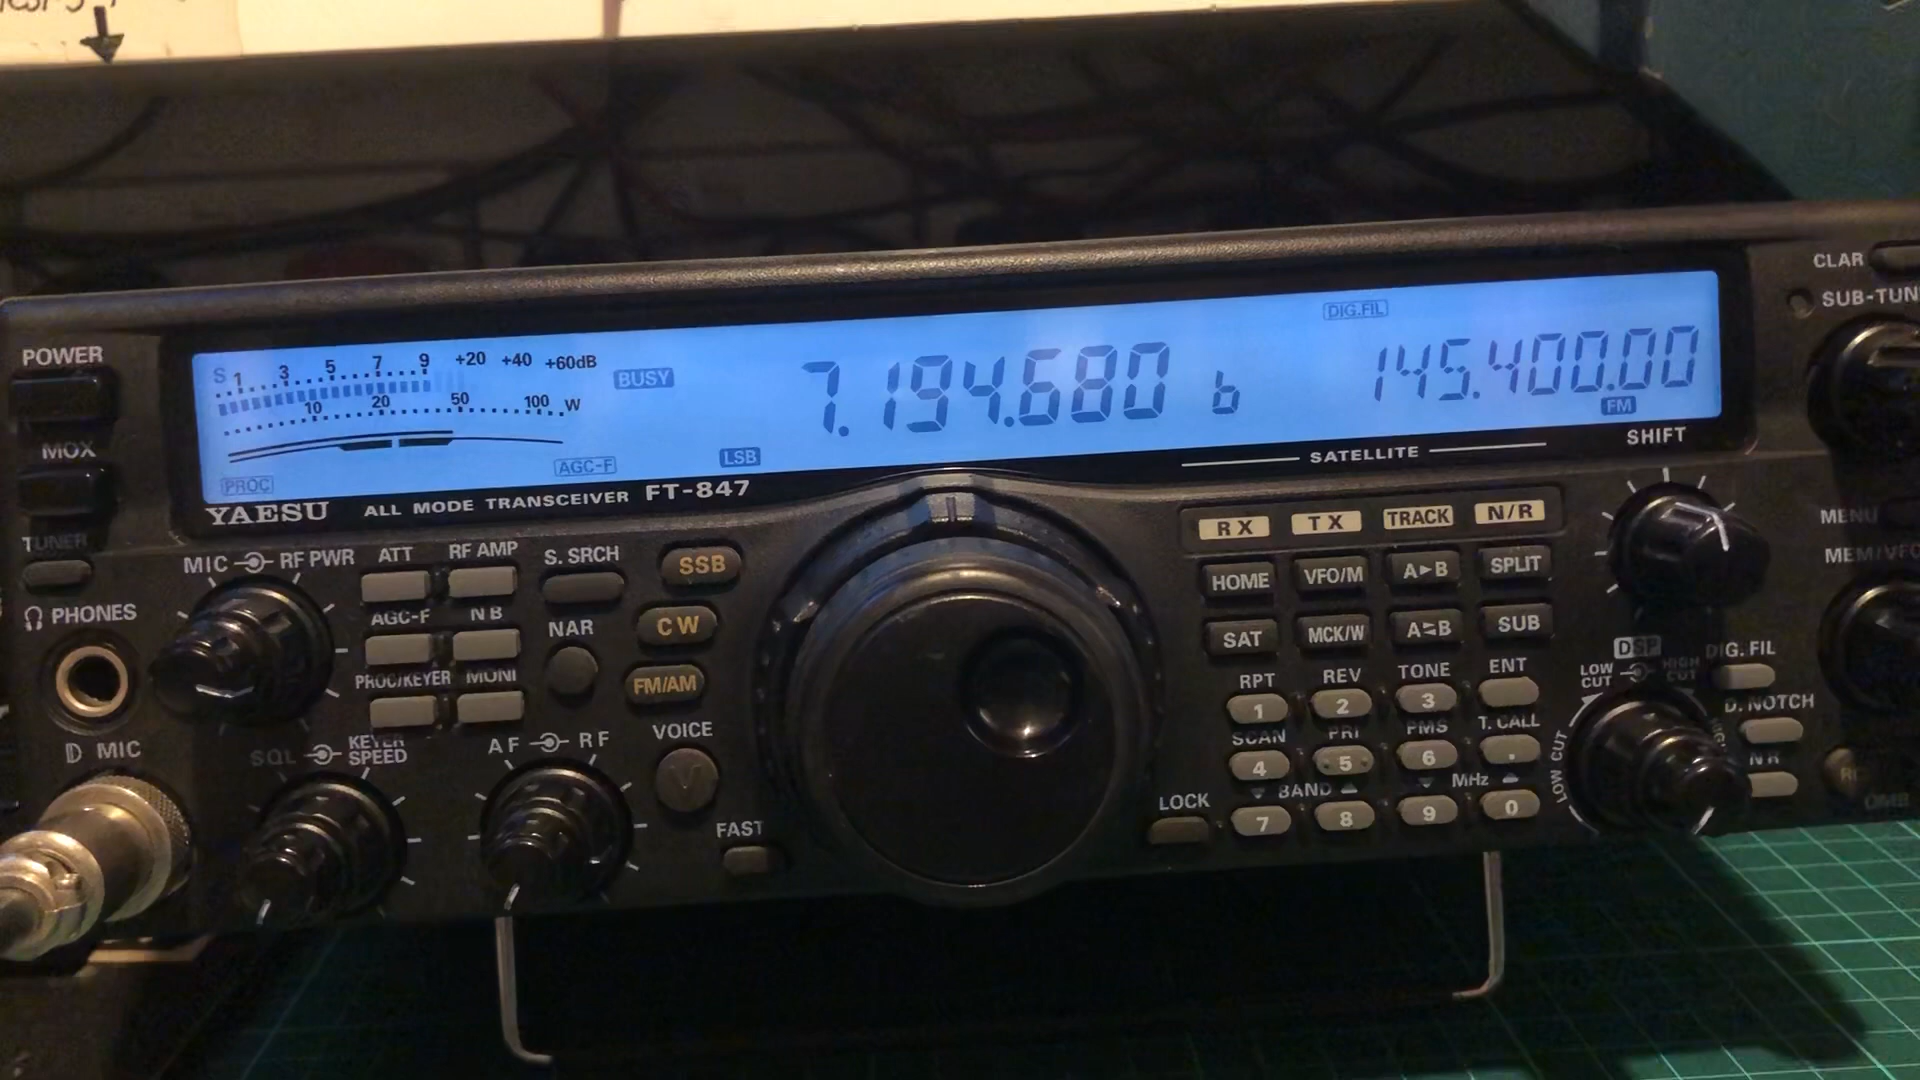 POWER
MOX
TUNER
PHONES
MIC
S 1 3 5 7 9 +20 +40 +60dB
10 20 50 100 W
PROC
AGC-F
BUSY
LSB
7.194.680 b
DIG.FIL
145.400.00
FM
YAESU ALL MODE TRANSCEIVER FT-847
SATELLITE
SHIFT
CLAR
MENU
MIC RF PWR
ATT RF AMP
AGC-F NB
PROC/KEYER MONI
SQL KEYER SPEED
AF RF
S. SRCH
NAR
SSB
CW
FM/AM
VOICE
V
FAST
LOCK
RX TX TRACK N/R
HOME VFO/M A►B SPLIT
SAT MCK/W A⇆B SUB
RPT REV TONE ENT
1 2 3
SCAN PRI PMS T. CALL
4 5 6 .
▼ BAND ▲ ▼ MHz ▲
7 8 9 0
DSP
LOW CUT HIGH CUT
LOW CUT
DIG. FIL
D. NOTCH
NR